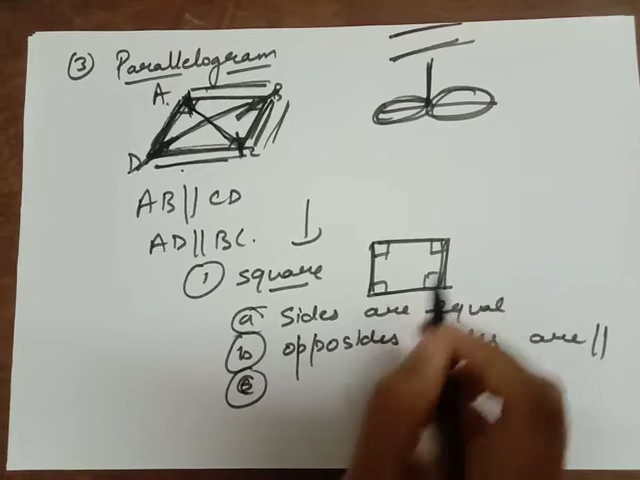 ③ Parallelogram
A B
D C
AB || CD
AD || BC.
① square
ⓐ sides are equal
ⓑ opposides are ||
ⓒ